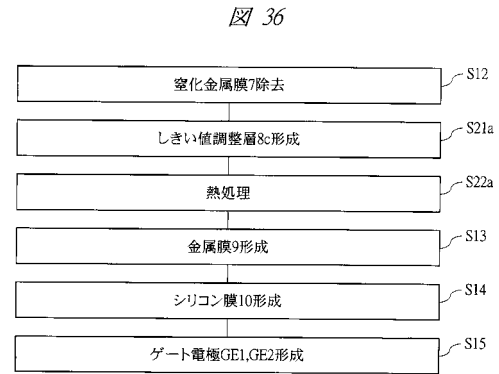 図 36
窒化金属膜7除去 S12
しきい値調整層8c形成 S21a
熱処理 S22a
金属膜9形成 S13
シリコン膜10形成 S14
ゲート電極GE1,GE2形成 S15